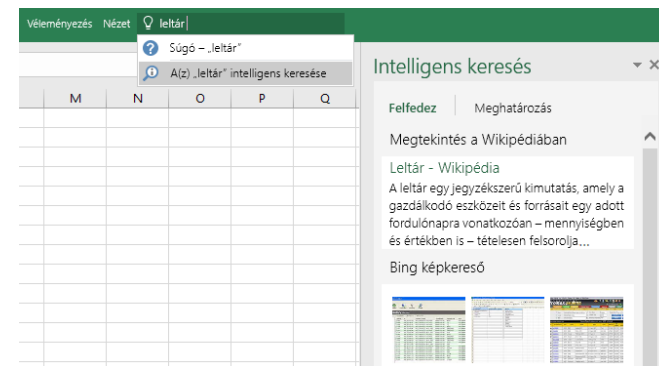 Véleményezés Nézet leltár
Súgó – „leltár”
A(z) „leltár” intelligens keresése
M N O P Q
Intelligens keresés
Felfedez Meghatározás
Megtekintés a Wikipédiában
Leltár - Wikipédia
A leltár egy jegyzékszerű kimutatás, amely a
gazdálkodó eszközeit és forrásait egy adott
fordulónapra vonatkozóan – mennyiségben
és értékben is – tételesen felsorolja...
Bing képkereső